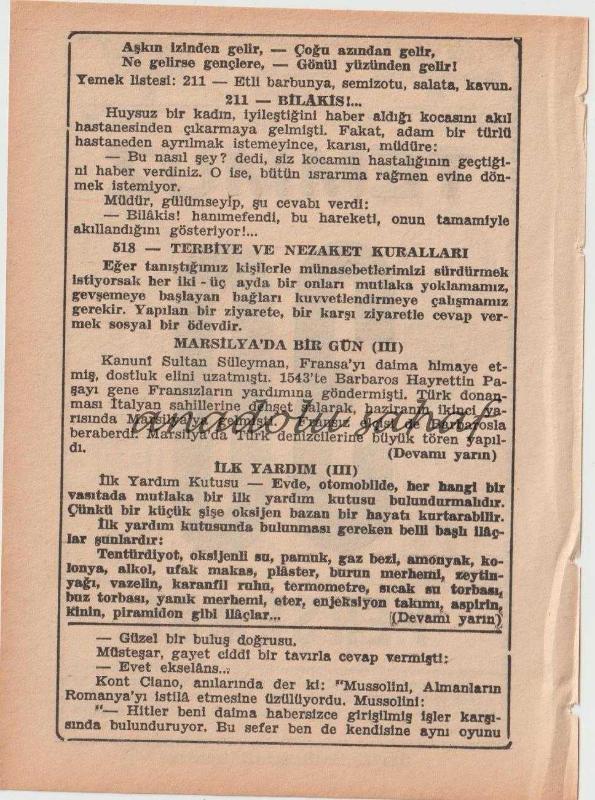 Aşkın izinden gelir, — Çoğu azından gelir,
Ne gelirse gençlere, — Gönül yüzünden gelir!
Yemek listesi: 211 — Etli barbunya, semizotu, salata, kavun.
211 — BİLÂKİS!...
Huysuz bir kadın, iyileştiğini haber aldığı kocasını akıl
hastanesinden çıkarmaya gelmişti. Fakat, adam bir türlü
hastaneden ayrılmak istemeyince, karısı, müdüre:
— Bu nasıl şey? dedi, siz kocamın hastalığının geçtiği-
ni haber verdiniz. O ise, bütün ısrarıma rağmen evine dön-
mek istemiyor.
Müdür, gülümseyip, şu cevabı verdi:
— Bilâkis! hanımefendi, bu hareketi, onun tamamiyle
akıllandığını gösteriyor!...
518 — TERBİYE VE NEZAKET KURALLARI
Eğer tanıştığımız kişilerle münasebetlerimizi sürdürmek
istiyorsak her iki - üç ayda bir onları mutlaka yoklamamız,
gevşemeye başlayan bağları kuvvetlendirmeye çalışmamız
gerekir. Yapılan bir ziyarete, bir karşı ziyaretle cevap ver-
mek sosyal bir ödevdir.
MARSİLYA'DA BİR GÜN (III)
Kanunî Sultan Süleyman, Fransa'yı daima himaye et-
miş, dostluk elini uzatmıştı. 1543'te Barbaros Hayrettin Pa-
şayı gene Fransızların yardımına göndermişti. Türk donan-
ması İtalyan sahillerine dehşet salarak, haziranın ikinci ya-
rısında
anadolu sahaf
beraberdi. Marsilya'da Türk denizcilerine büyük tören yapıl-
dı. (Devamı yarın)
İLK YARDIM (III)
İlk Yardım Kutusu — Evde, otomobilde, her hangi bir
vasıtada mutlaka bir ilk yardım kutusu bulundurmalıdır.
Çünkü bir küçük şişe oksijen bazan bir hayatı kurtarabilir.
İlk yardım kutusunda bulunması gereken belli başlı ilâç-
lar şunlardır:
Tentürdiyot, oksijenli su, pamuk, gaz bezi, amonyak, ko-
lonya, alkol, ufak makas, plâster, burun merhemi, zeytin-
yağı, vazelin, karanfil ruhu, termometre, sıcak su torbası,
buz torbası, yanık merhemi, eter, enjeksiyon takımı, aspirin,
kinin, piramidon gibi ilâçlar... (Devamı yarın)
— Güzel bir buluş doğrusu.
Müsteşar, gayet ciddi bir tavırla cevap vermişti:
— Evet ekselâns...
Kont Ciano, anılarında der ki: "Mussolini, Almanların
Romanya'yı istilâ etmesine üzülüyordu. Mussolini:
"— Hitler beni daima habersizce girişilmiş işler karşı-
sında bulunduruyor. Bu sefer ben de kendisine aynı oyunu